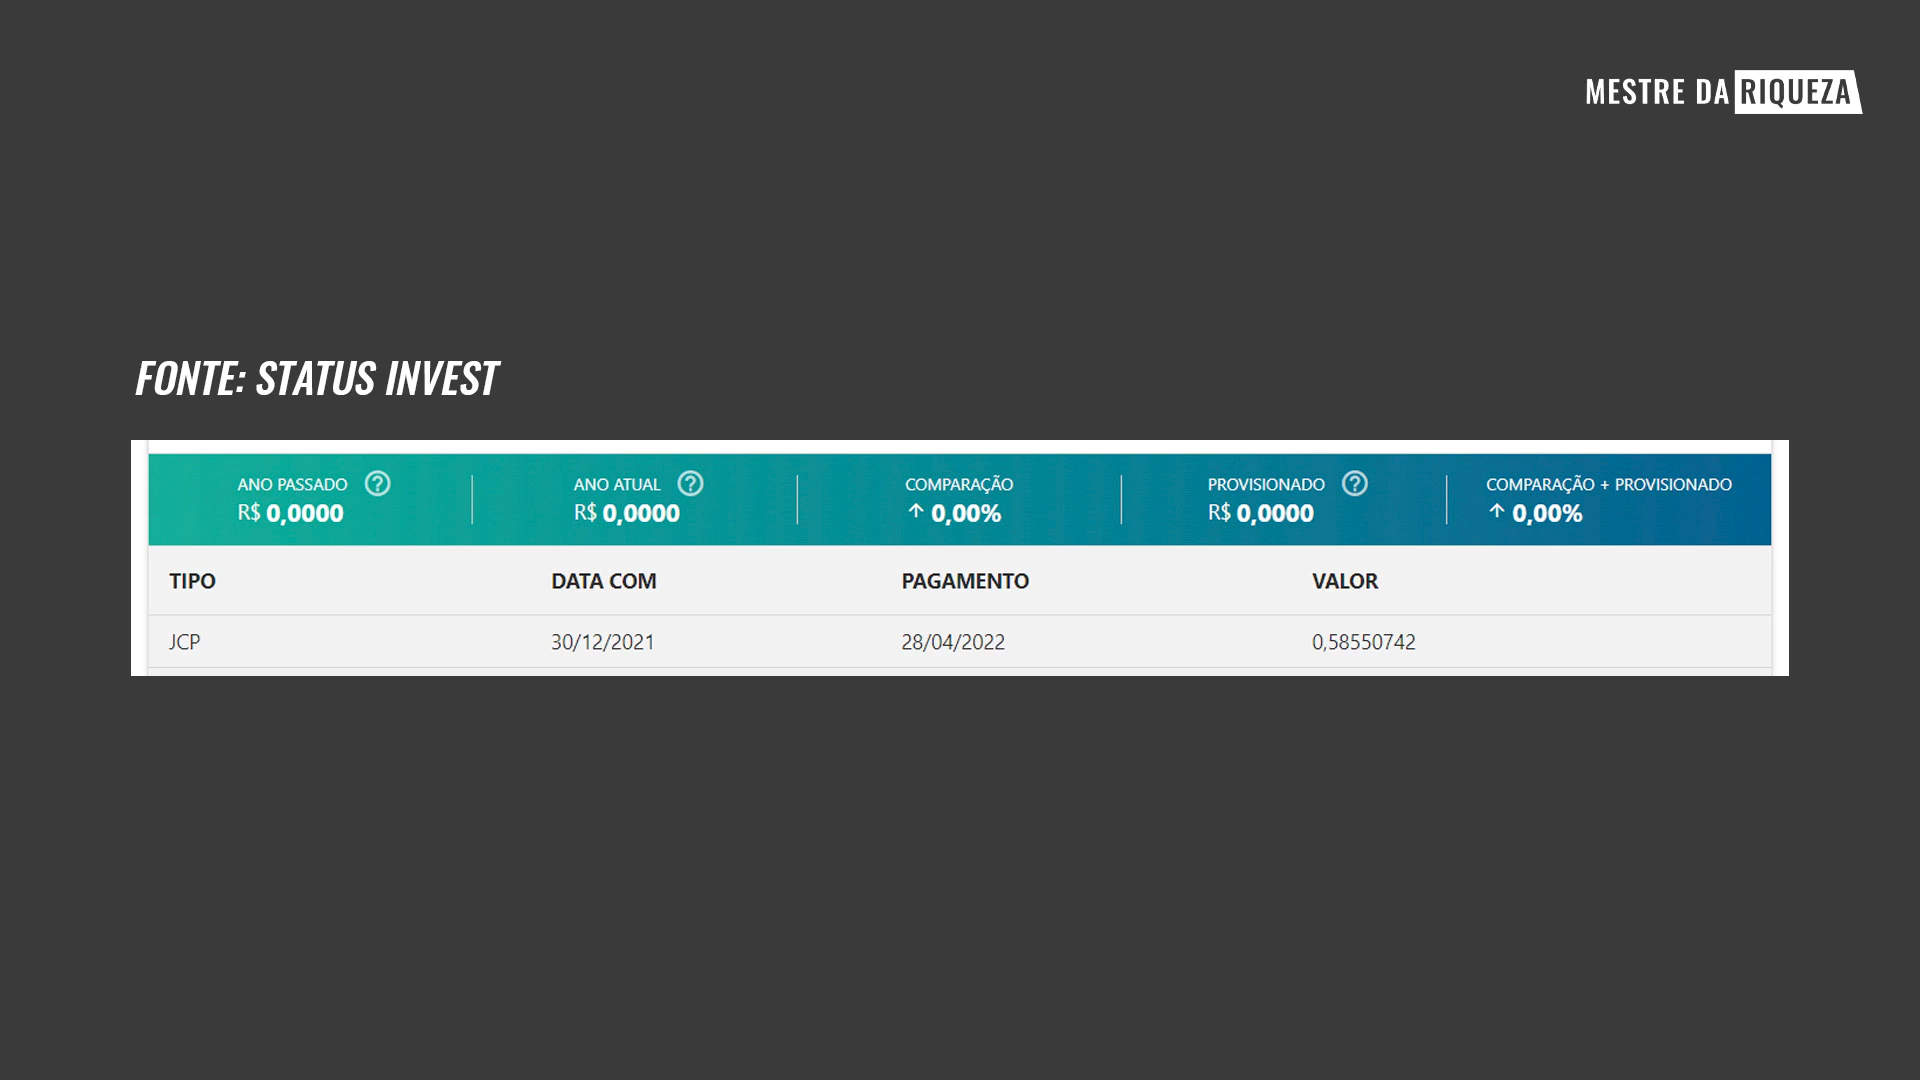 MESTRE DA RIQUEZA
FONTE: STATUS INVEST
ANO PASSADO ? ANO ATUAL ? COMPARAÇÃO PROVISIONADO ? COMPARAÇÃO + PROVISIONADO
R$ 0,0000 R$ 0,0000 ↑ 0,00% R$ 0,0000 ↑ 0,00%
TIPO DATA COM PAGAMENTO VALOR
JCP 30/12/2021 28/04/2022 0,58550742